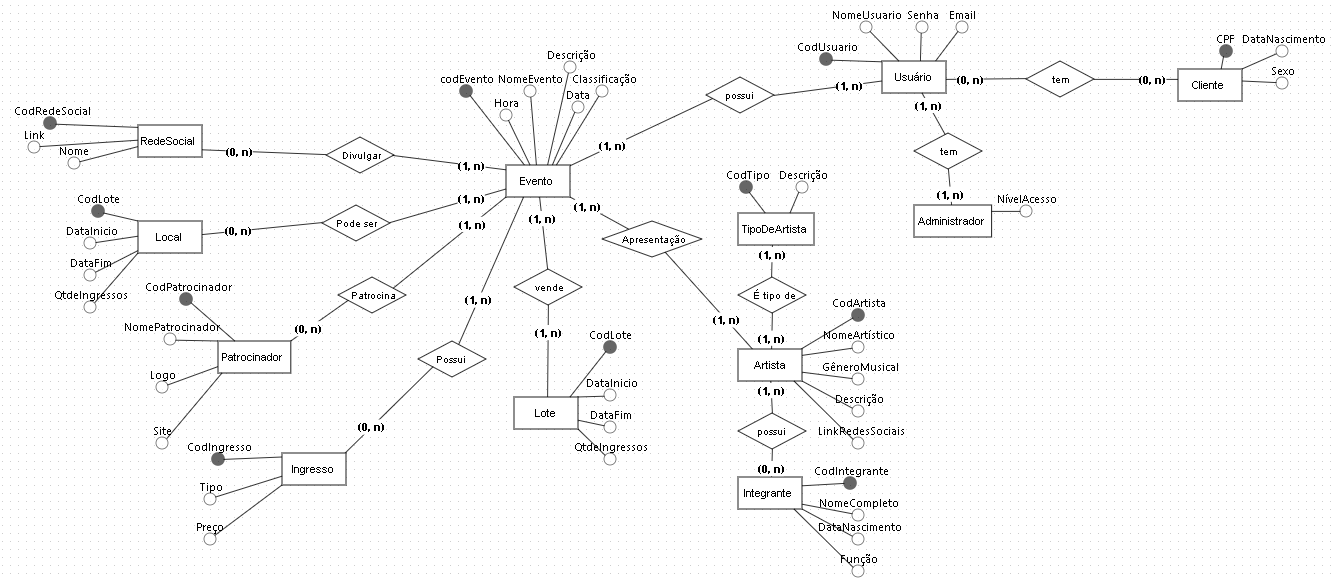 NomeUsuario
Senha
Email
CodUsuario
Usuário
(0, n)
tem
(0, n)
CPF
DataNascimento
Sexo
Cliente
(1, n)
possui
(1, n)
(1, n)
tem
(1, n)
Administrador
NívelAcesso
Descrição
codEvento
NomeEvento
Classificação
Hora
Data
Evento
CodRedeSocial
Link
Nome
RedeSocial
(0, n)
Divulgar
(1, n)
CodLote
DataInicio
DataFim
QtdeIngressos
Local
(0, n)
Pode ser
(1, n)
CodPatrocinador
NomePatrocinador
Logo
Site
Patrocinador
(0, n)
Patrocina
(1, n)
CodIngresso
Tipo
Preço
Ingresso
(0, n)
Possui
(1, n)
(1, n)
vende
(1, n)
CodLote
DataInicio
DataFim
QtdeIngressos
Lote
(1, n)
Apresentação
(1, n)
CodTipo
Descrição
TipoDeArtista
(1, n)
É tipo de
(1, n)
CodArtista
NomeArtístico
GêneroMusical
Descrição
LinkRedesSociais
Artista
(1, n)
possui
(0, n)
CodIntegrante
NomeCompleto
DataNascimento
Função
Integrante